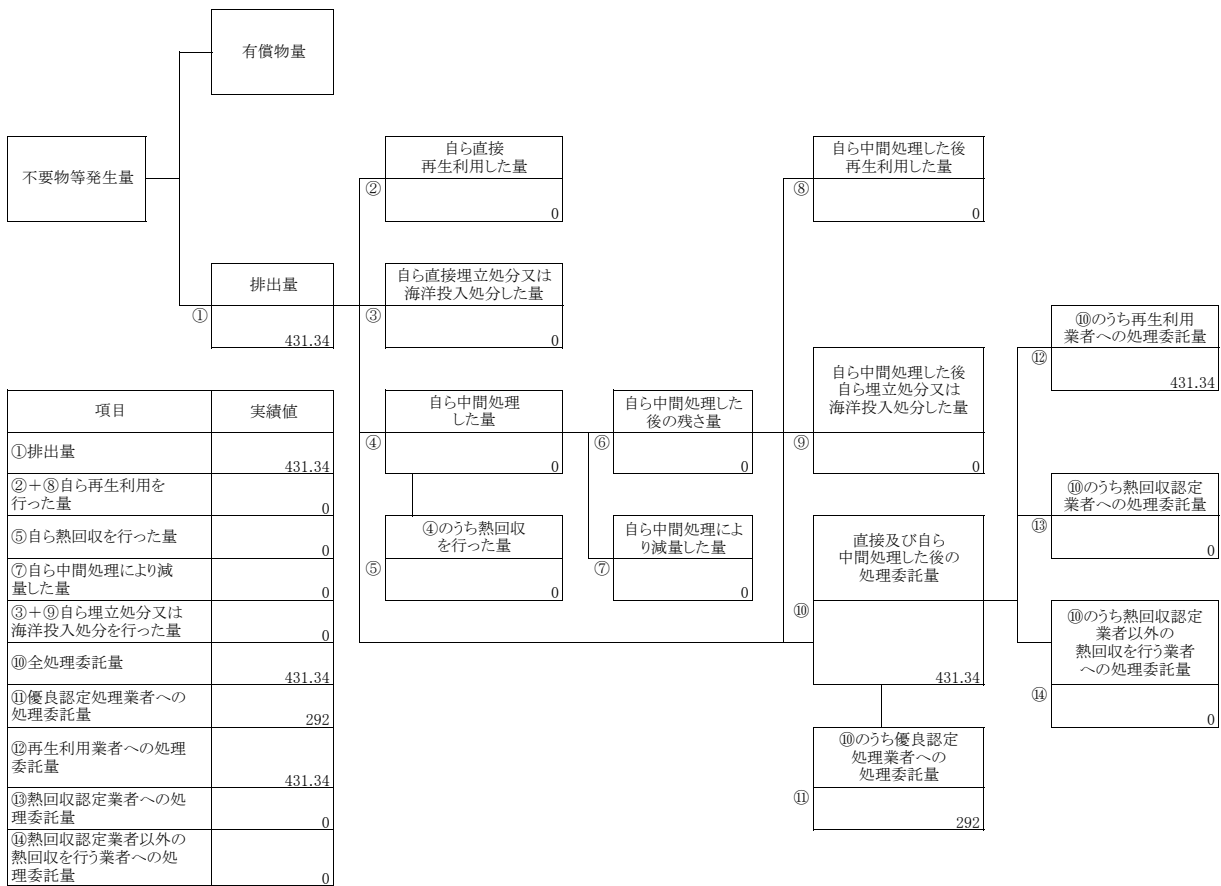 有償物量
不要物等発生量
排出量
①
431.34
自ら直接
再生利用した量
②
0
自ら直接埋立処分又は
海洋投入処分した量
③
0
自ら中間処理
した量
④
0
④のうち熱回収
を行った量
⑤
0
自ら中間処理した
後の残さ量
⑥
0
自ら中間処理によ
り減量した量
⑦
0
自ら中間処理した後
再生利用した量
⑧
0
自ら中間処理した後
自ら埋立処分又は
海洋投入処分した量
⑨
0
直接及び自ら
中間処理した後の
処理委託量
⑩
431.34
⑩のうち優良認定
処理業者への
処理委託量
⑪
292
⑩のうち再生利用
業者への処理委託量
⑫
431.34
⑩のうち熱回収認定
業者への処理委託量
⑬
0
⑩のうち熱回収認定
業者以外の
熱回収を行う業者
への処理委託量
⑭
0
項目 実績値
①排出量
431.34
②+⑧自ら再生利用を
行った量
0
⑤自ら熱回収を行った量
0
⑦自ら中間処理により減
量した量
0
③+⑨自ら埋立処分又は
海洋投入処分を行った量
0
⑩全処理委託量
431.34
⑪優良認定処理業者への
処理委託量
292
⑫再生利用業者への処理
委託量
431.34
⑬熱回収認定業者への処
理委託量
0
⑭熱回収認定業者以外の
熱回収を行う業者への処
理委託量
0